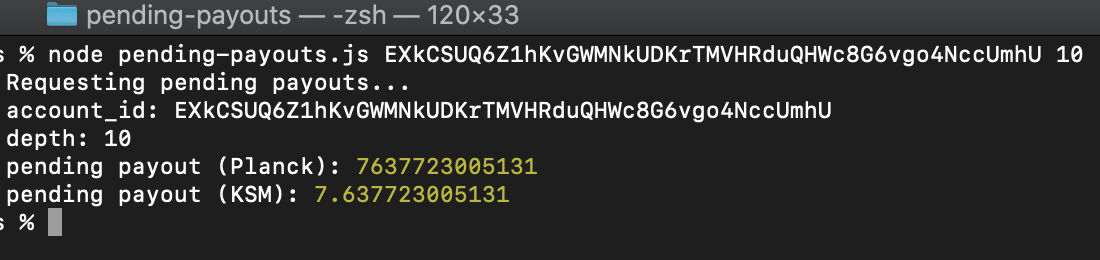 pending-payouts — -zsh — 120×33
s % node pending-payouts.js EXkCSUQ6Z1hKvGWMNkUDKrTMVHRduQHWc8G6vgo4NccUmhU 10
Requesting pending payouts...
account_id: EXkCSUQ6Z1hKvGWMNkUDKrTMVHRduQHWc8G6vgo4NccUmhU
depth: 10
pending payout (Planck): 7637723005131
pending payout (KSM): 7.637723005131
s %